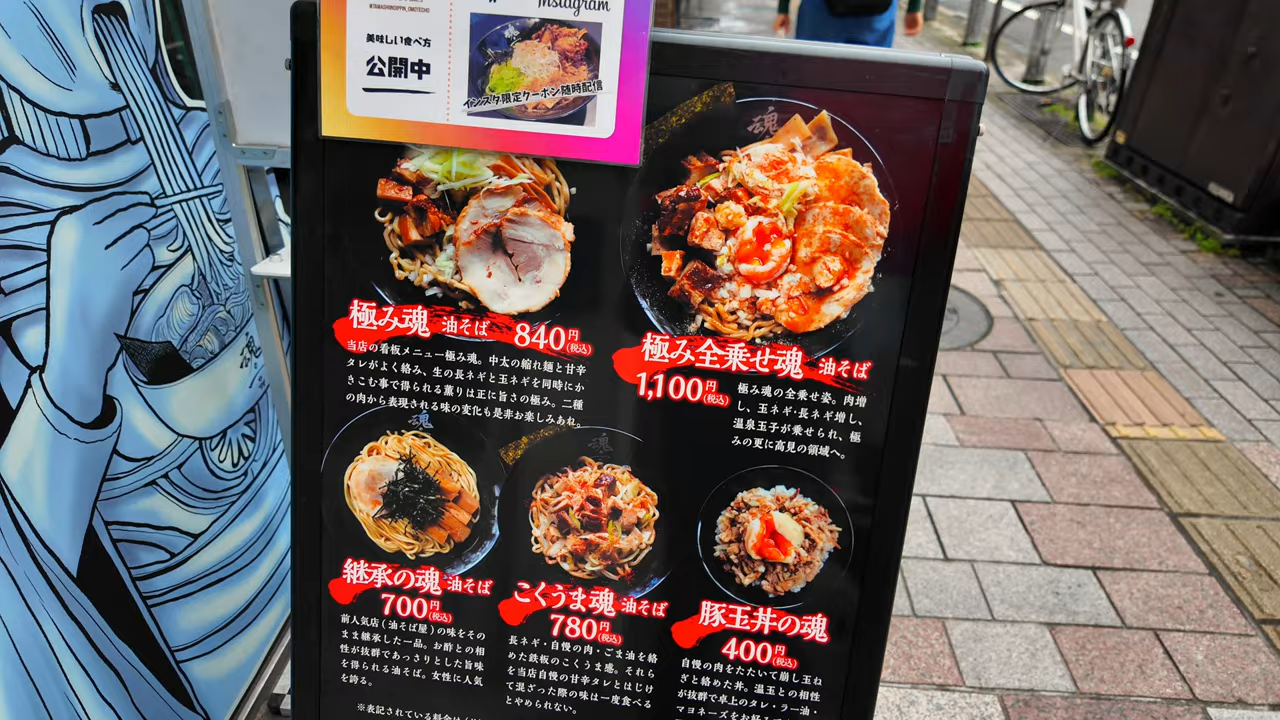 @TAMASHINOIPPIN_OMOTECHO
Instagram
美味しい食べ方
公開中
インスタ限定クーポン随時配信
魂
極み魂 油そば 840円(税込)
当店の看板メニュー極み魂。中太の縮れ麺と甘辛
タレがよく絡み、生の長ネギと玉ネギを同時にか
きこむ事で得られる薫りは正に旨さの極み。二種
の肉から表現される味の変化も是非お楽しみあれ。
極み全乗せ魂 油そば
1,100円(税込)
極み魂の全乗せ姿。肉増
し、玉ネギ・長ネギ増し、
温泉玉子が乗せられ、極
みの更に高見の領域へ。
魂
魂
継承の魂 油そば
700円(税込)
前人気店(油そば屋)の味をその
まま継承した一品。お酢との相
性が抜群であっさりとした旨味
を得られる油そば。女性に人気
を誇る。
こくうま魂 油そば
780円(税込)
長ネギ・自慢の肉・ごま油を絡
めた鉄板のこくうま感。それら
を当店自慢の甘辛タレとはじけ
て混ざった際の味は一度食べる
とやめられない。
豚玉丼の魂
400円(税込)
自慢の肉をたたいて崩し玉ね
ぎと絡めた丼。温玉との相性
が抜群で卓上のタレ・ラー油・
マヨネーズをお好みで
※表記されている料金は
魂